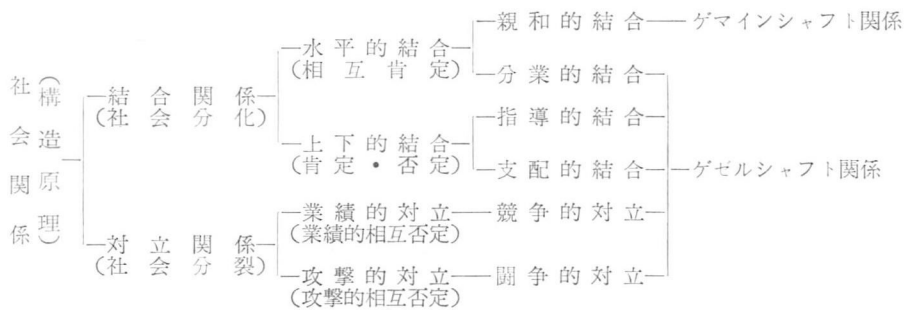 社会関係
(構造原理)
結合関係
(社会分化)
水平的結合
(相互肯定)
親和的結合
ゲマインシャフト関係
分業的結合
上下的結合
(肯定・否定)
指導的結合
支配的結合
ゲゼルシャフト関係
対立関係
(社会分裂)
業績的対立
(業績的相互否定)
競争的対立
攻撃的対立
(攻撃的相互否定)
闘争的対立